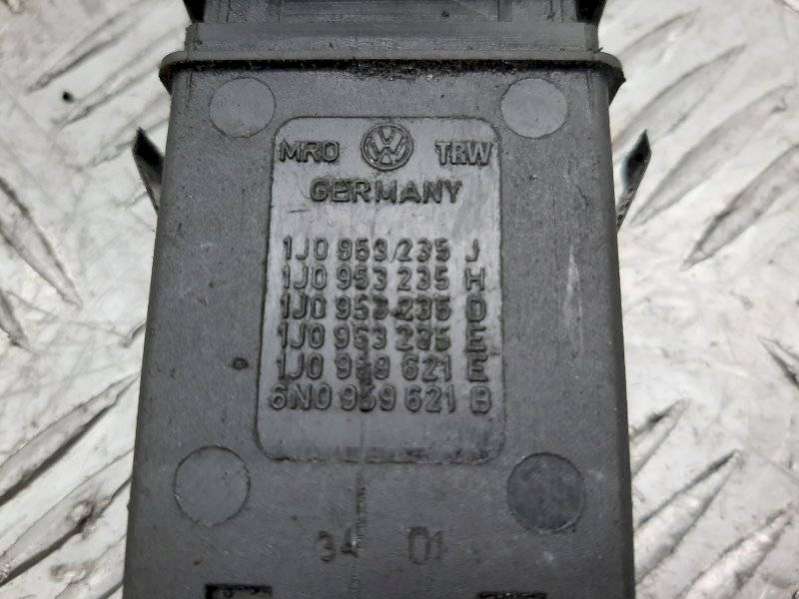 MRO VW TRW
GERMANY
1J0 953 235 J
1J0 953 235 H
1J0 953 235 D
1J0 953 235 E
1J0 959 621 E
6N0 959 621 B
34 01